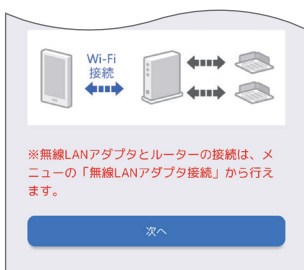 Wi-Fi
接続
※無線LANアダプタとルーターの接続は、メ
ニューの「無線LANアダプタ接続」から行え
ます。
次へ